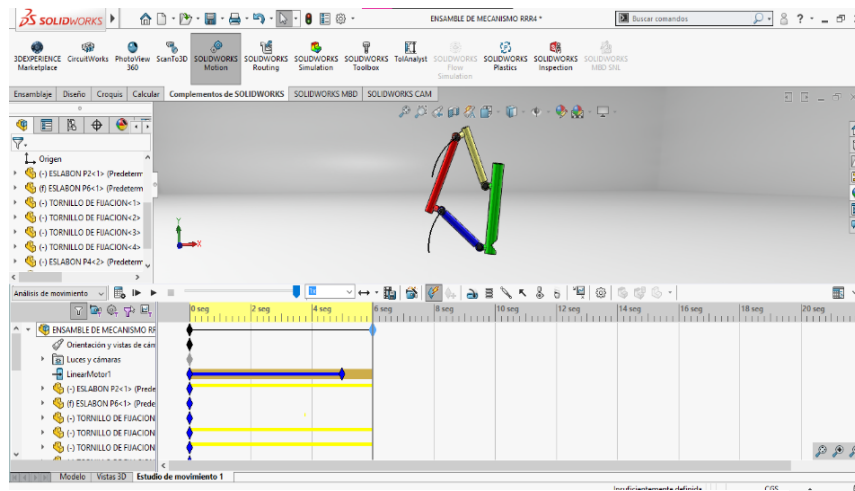 SOLIDWORKS
ENSAMBLE DE MECANISMO RRR4 *
Buscar comandos
3DEXPERIENCE Marketplace
CircuitWorks
PhotoView 360
ScanTo3D
SOLIDWORKS Motion
SOLIDWORKS Routing
SOLIDWORKS Simulation
SOLIDWORKS Toolbox
TolAnalyst
SOLIDWORKS Flow Simulation
SOLIDWORKS Plastics
SOLIDWORKS Inspection
SOLIDWORKS MBD SNL
Ensamblaje Diseño Croquis Calcular Complementos de SOLIDWORKS SOLIDWORKS MBD SOLIDWORKS CAM
Origen
(-) ESLABON P2<1> (Predeterm
(f) ESLABON P6<1> (Predeterm
(-) TORNILLO DE FIJACION<1>
(-) TORNILLO DE FIJACION<2>
(-) TORNILLO DE FIJACION<3>
(-) TORNILLO DE FIJACION<4>
(-) ESLABON P4<2> (Predeterm
Y
X
Análisis de movimiento
1x
0 seg 2 seg 4 seg 6 seg 8 seg 10 seg 12 seg 14 seg 16 seg 18 seg 20 seg
ENSAMBLE DE MECANISMO RF
Orientación y vistas de cám
Luces y cámaras
LinearMotor1
(-) ESLABON P2<1> (Prede
(f) ESLABON P6<1> (Prede
(-) TORNILLO DE FIJACION
(-) TORNILLO DE FIJACION
(-) TORNILLO DE FIJACION
Modelo Vistas 3D Estudio de movimiento 1
Insuficientemente definida CGS